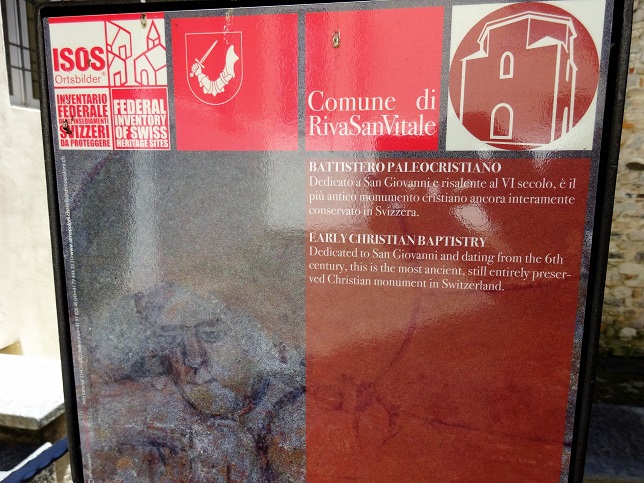 ISOS
Ortsbilder®
INVENTARIO
FEDERALE
INSEDIAMENTI
SVIZZERI
DA PROTEGGERE
FEDERAL
INVENTORY
OF SWISS
HERITAGE SITES
Comune di
RivaSanVitale
BATTISTERO PALEOCRISTIANO
Dedicato a San Giovanni e risalente al VI secolo, è il
più antico monumento cristiano ancora interamente
conservato in Svizzera.
EARLY CHRISTIAN BAPTISTRY
Dedicated to San Giovanni and dating from the 6th
century, this is the most ancient, still entirely preser-
ved Christian monument in Switzerland.